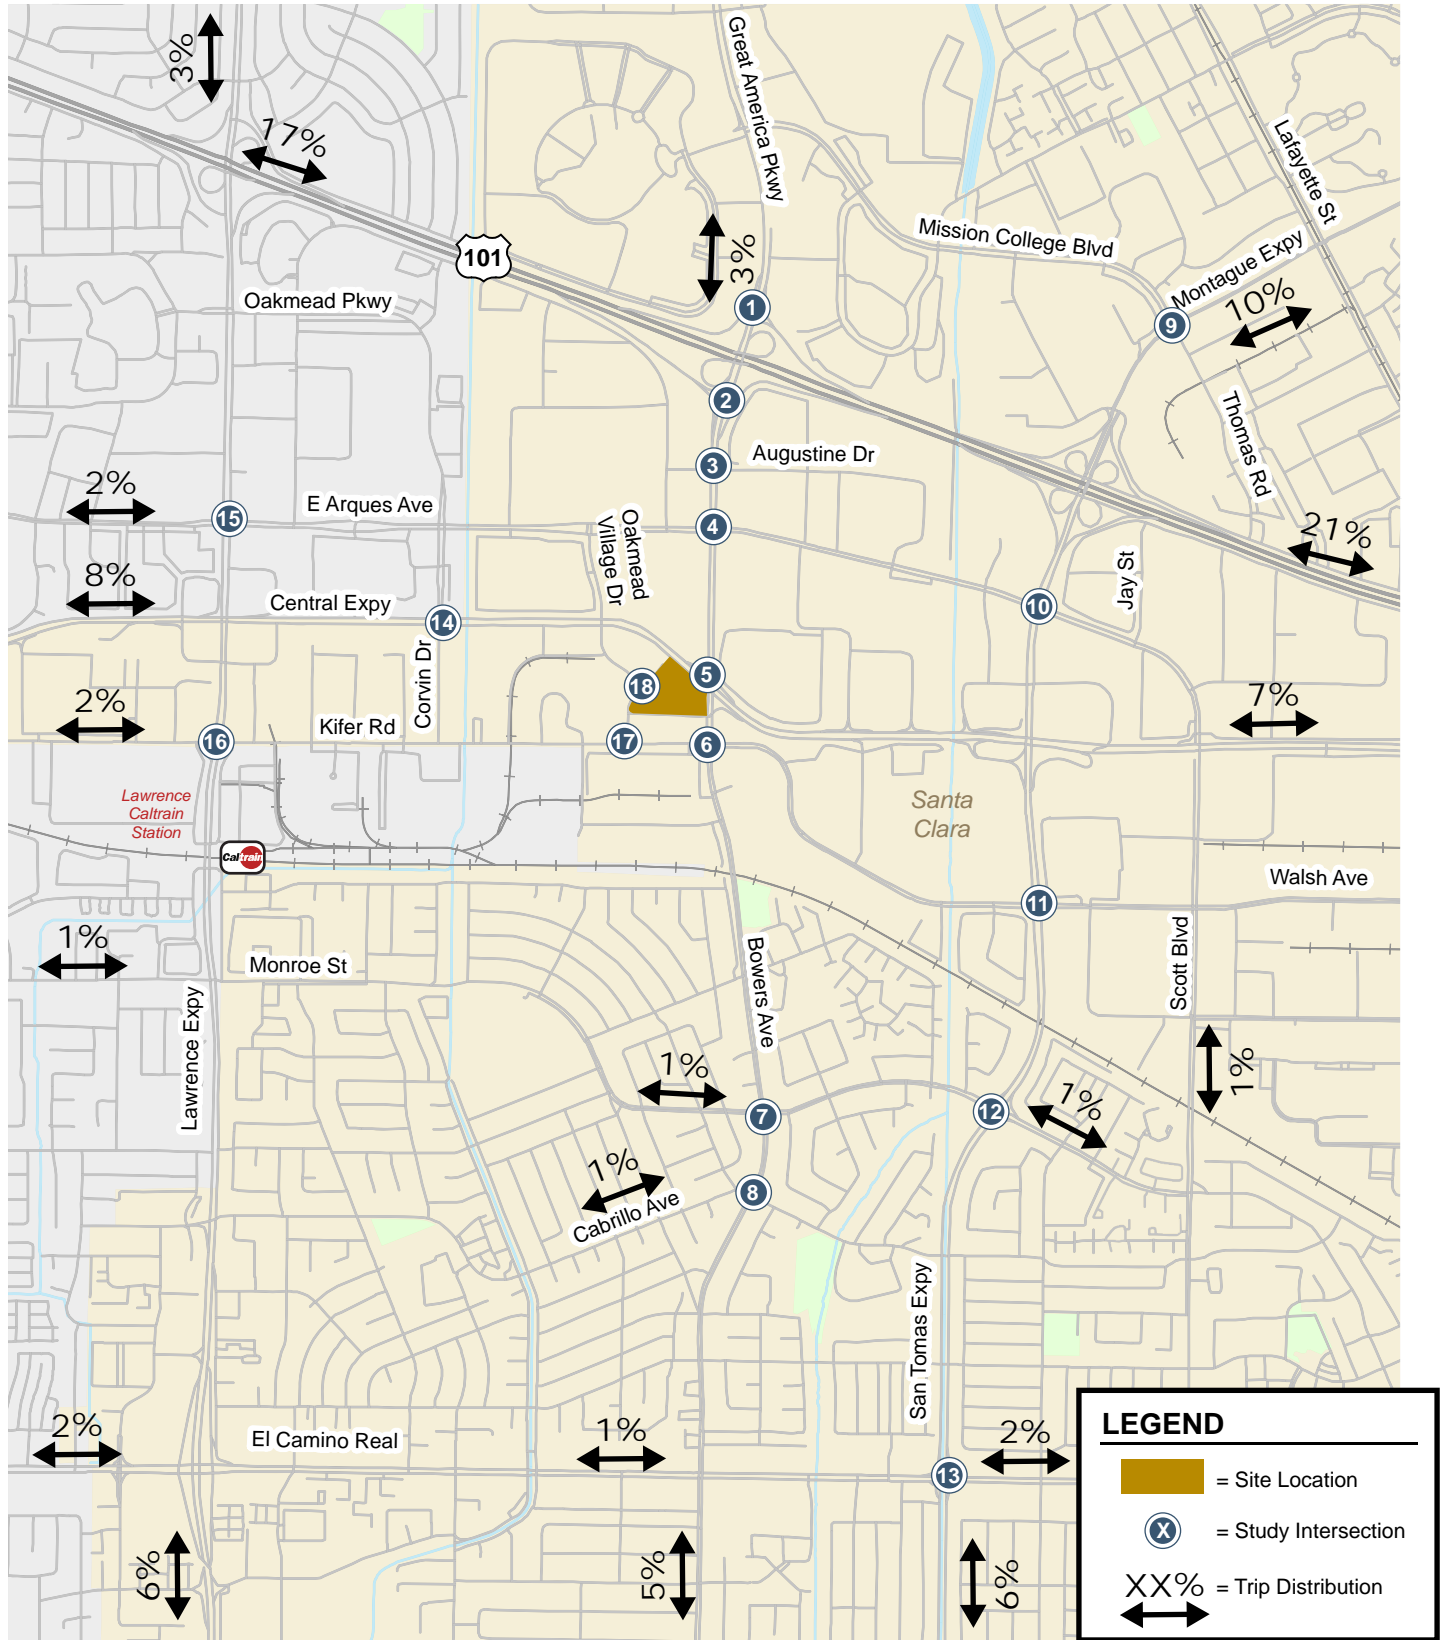 3%
17%
Great America Pkwy
Lafayette St
101
3%
Mission College Blvd
Montague Expy
Oakmead Pkwy
10%
1
9
2
Thomas Rd
3
Augustine Dr
2%
E Arques Ave
15
Oakmead
Village Dr
4
21%
8%
Central Expy
Jay St
10
14
Corvin Dr
5
18
2%
7%
Kifer Rd
16
17
6
Lawrence
Caltrain
Station
Santa
Clara
Caltrain
Walsh Ave
11
1%
Monroe St
Bowers Ave
Scott Blvd
Lawrence Expy
1%
1%
7
12
1%
1%
8
Cabrillo Ave
San Tomas Expy
2%
El Camino Real
1%
2%
13
6%
5%
6%
LEGEND
= Site Location
X = Study Intersection
XX% = Trip Distribution